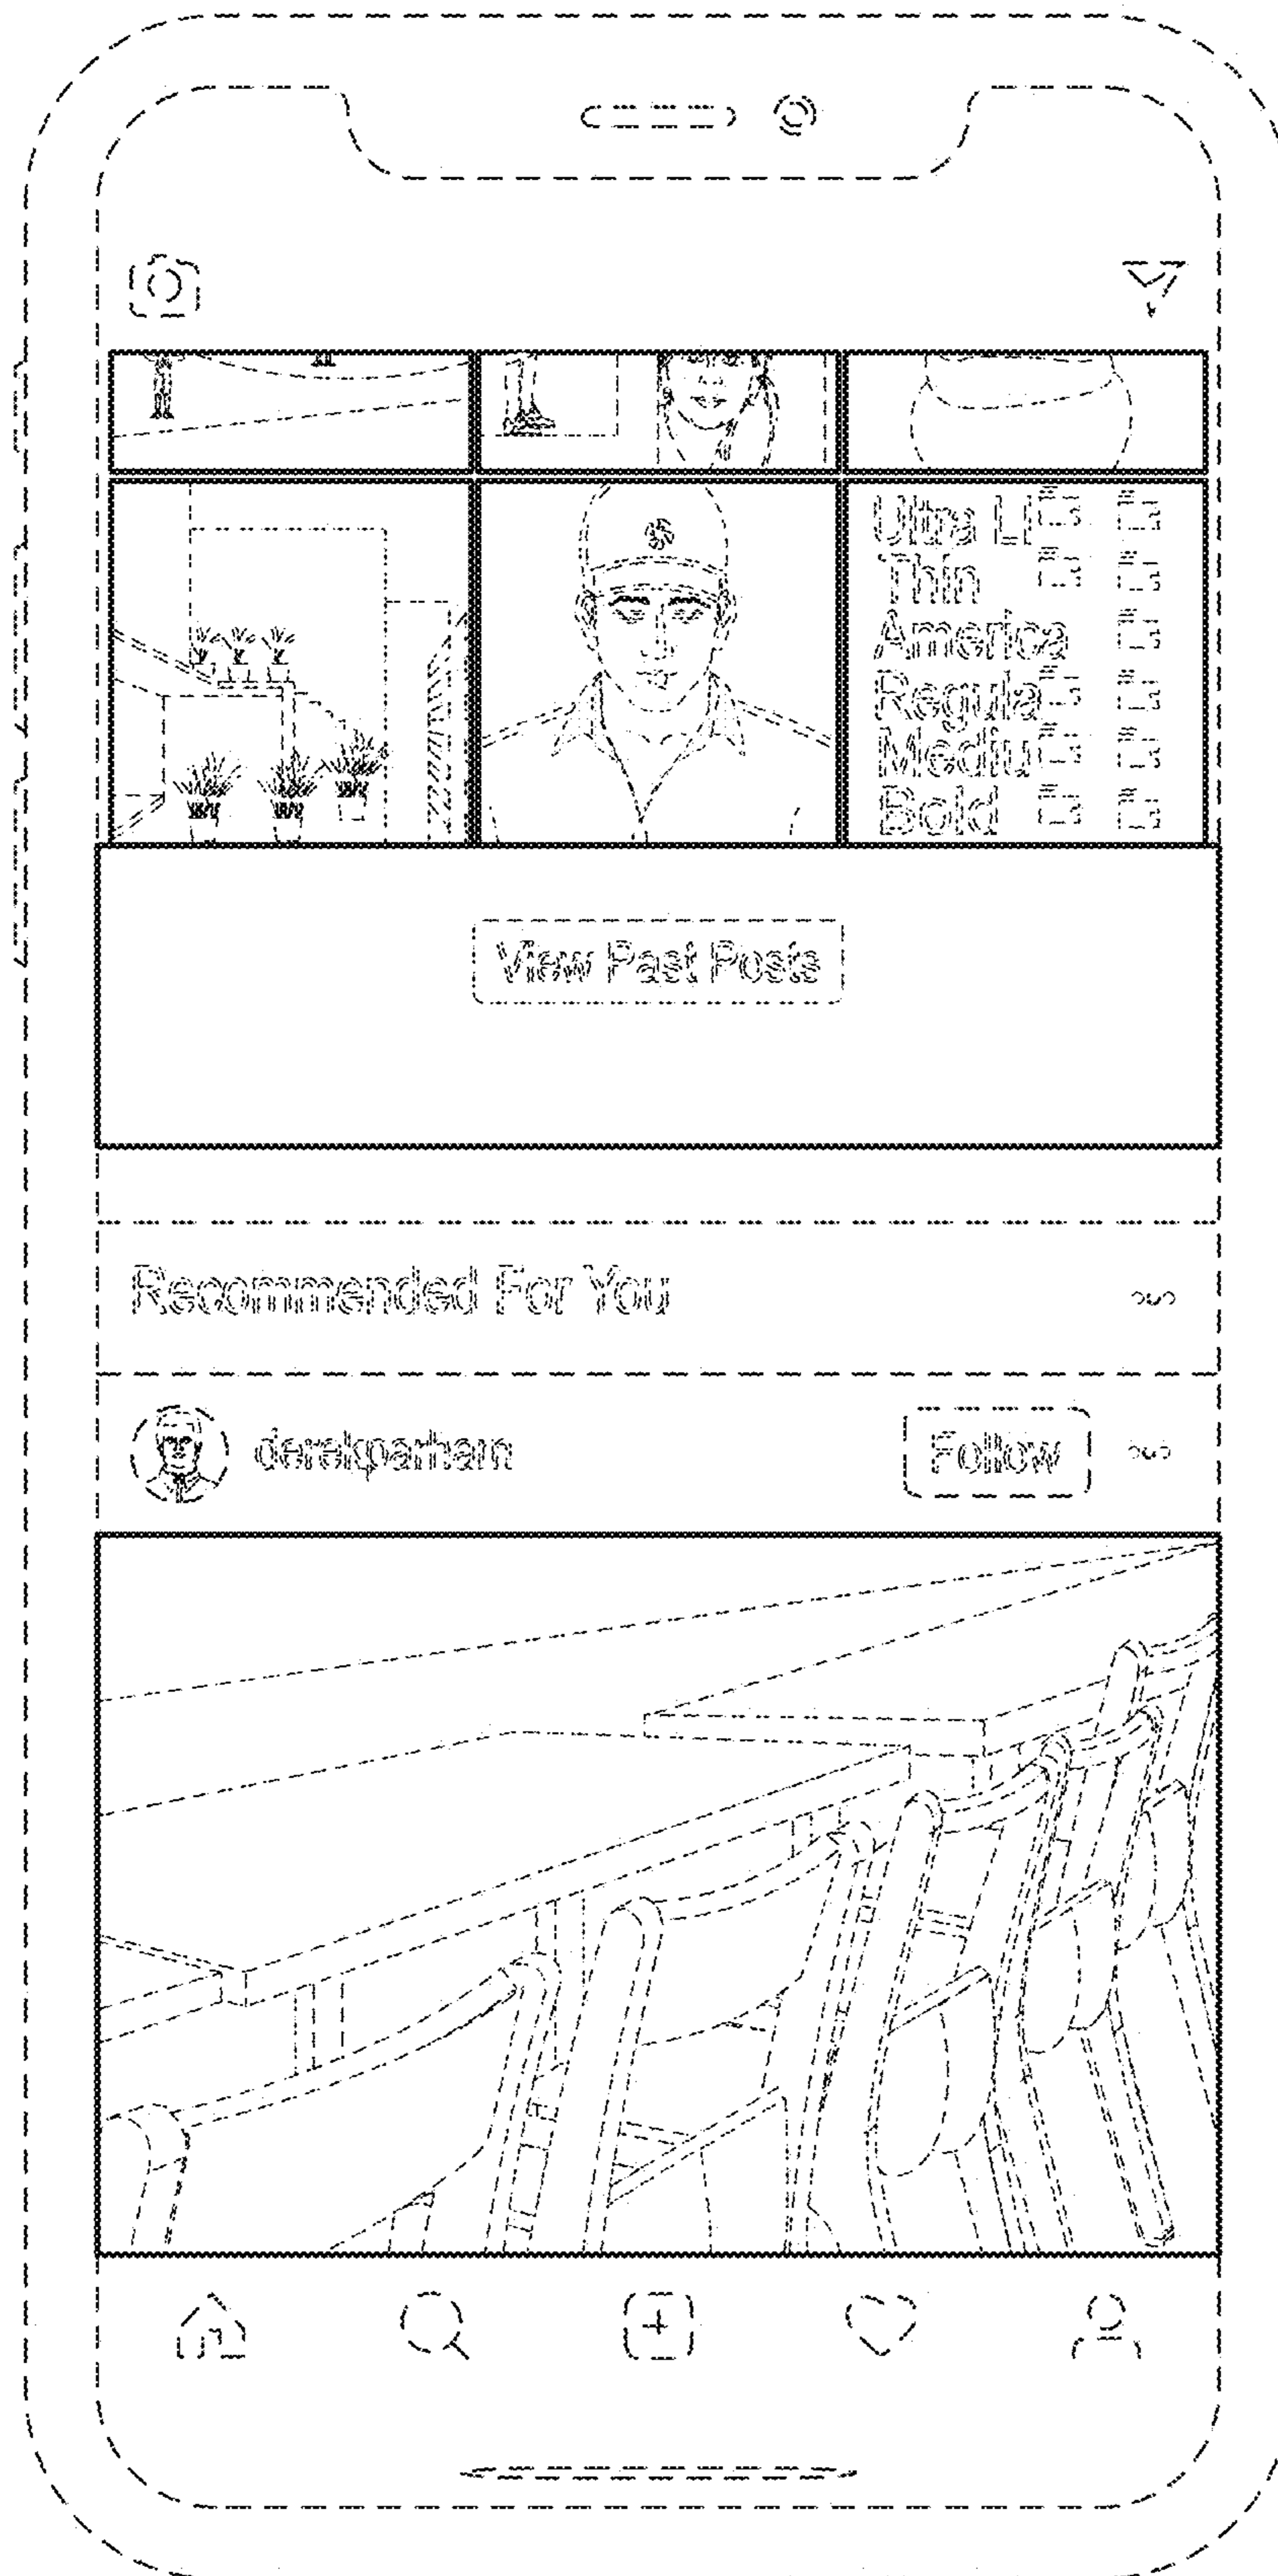 Ultra Li
Thin
America
Regula
Mediu
Bold
View Past Posts
Recommended For You
derekparham
Follow